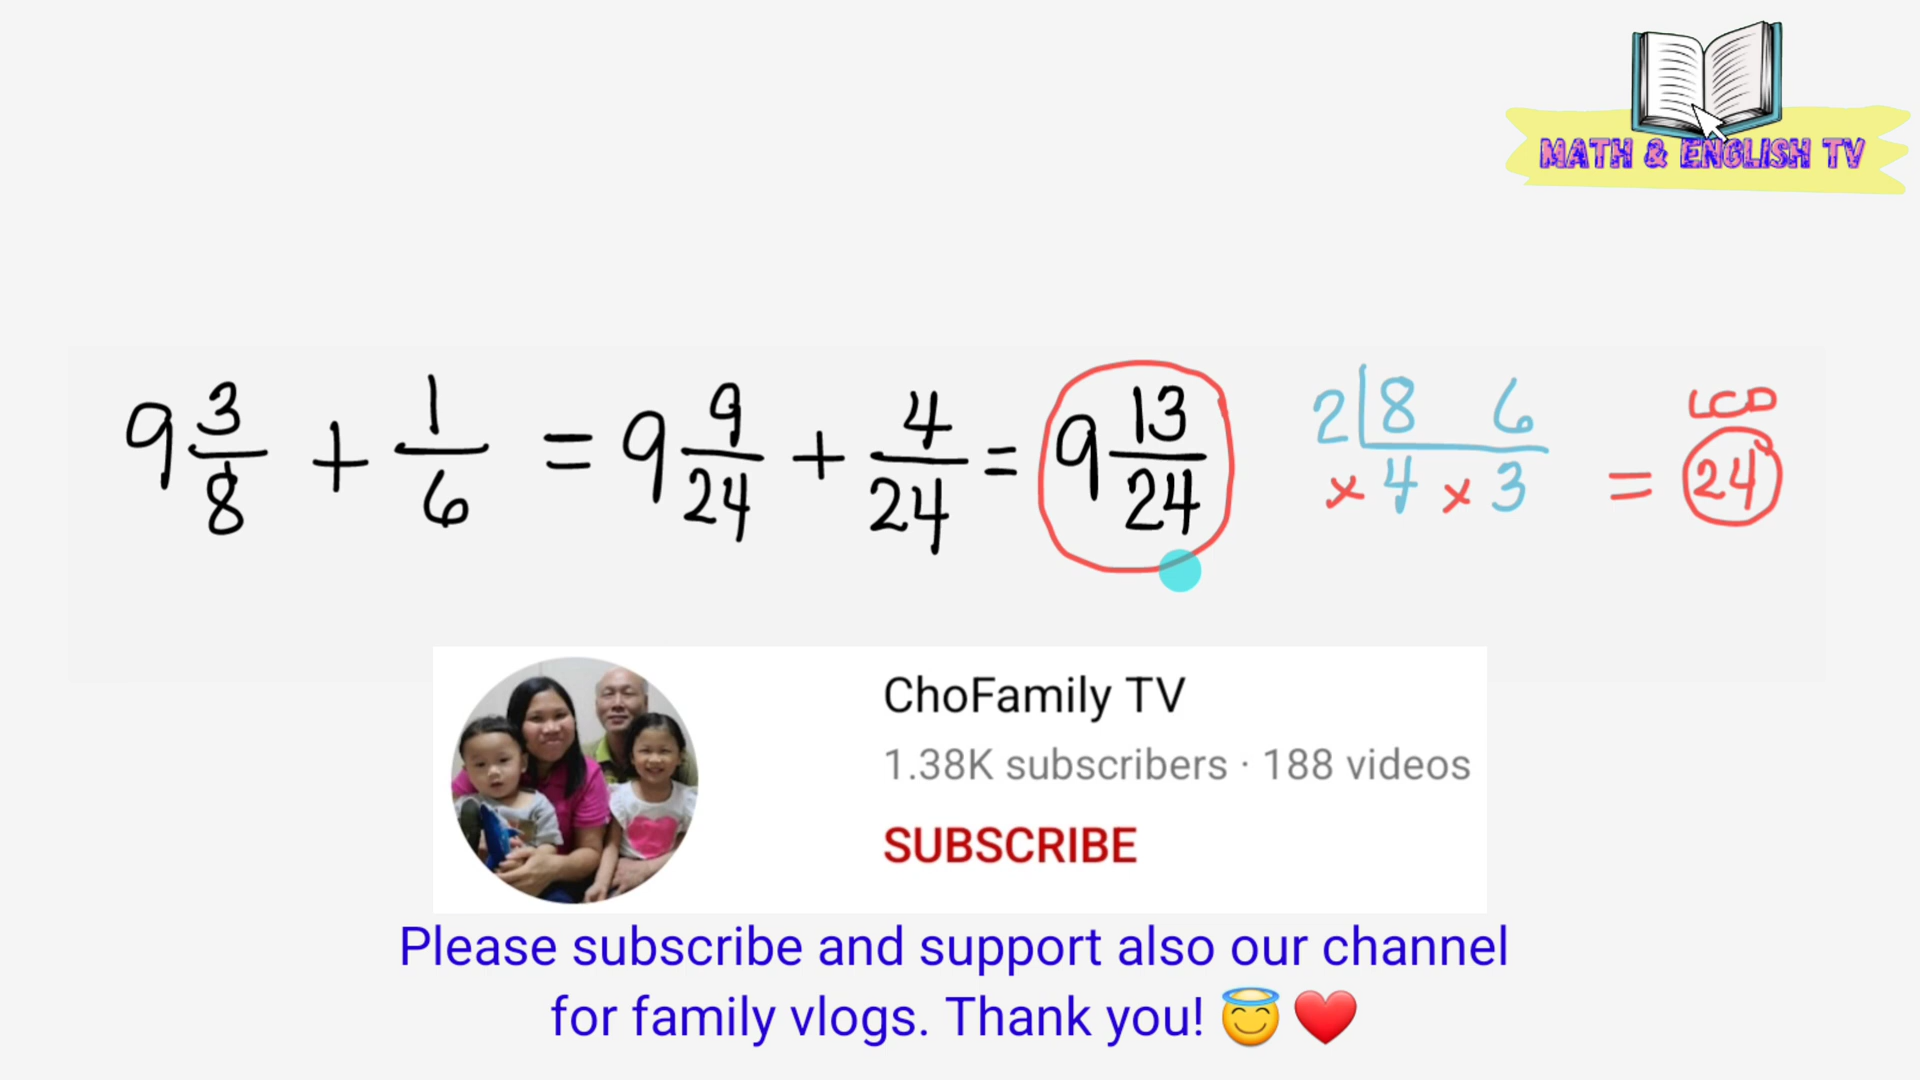 MATH & ENGLISH TV
9 3/8 + 1/6 = 9 9/24 + 4/24 = 9 13/24
2 8 6
× 4 × 3 = 24
LCD
ChoFamily TV
1.38K subscribers · 188 videos
SUBSCRIBE
Please subscribe and support also our channel
for family vlogs. Thank you! 😇 ❤️